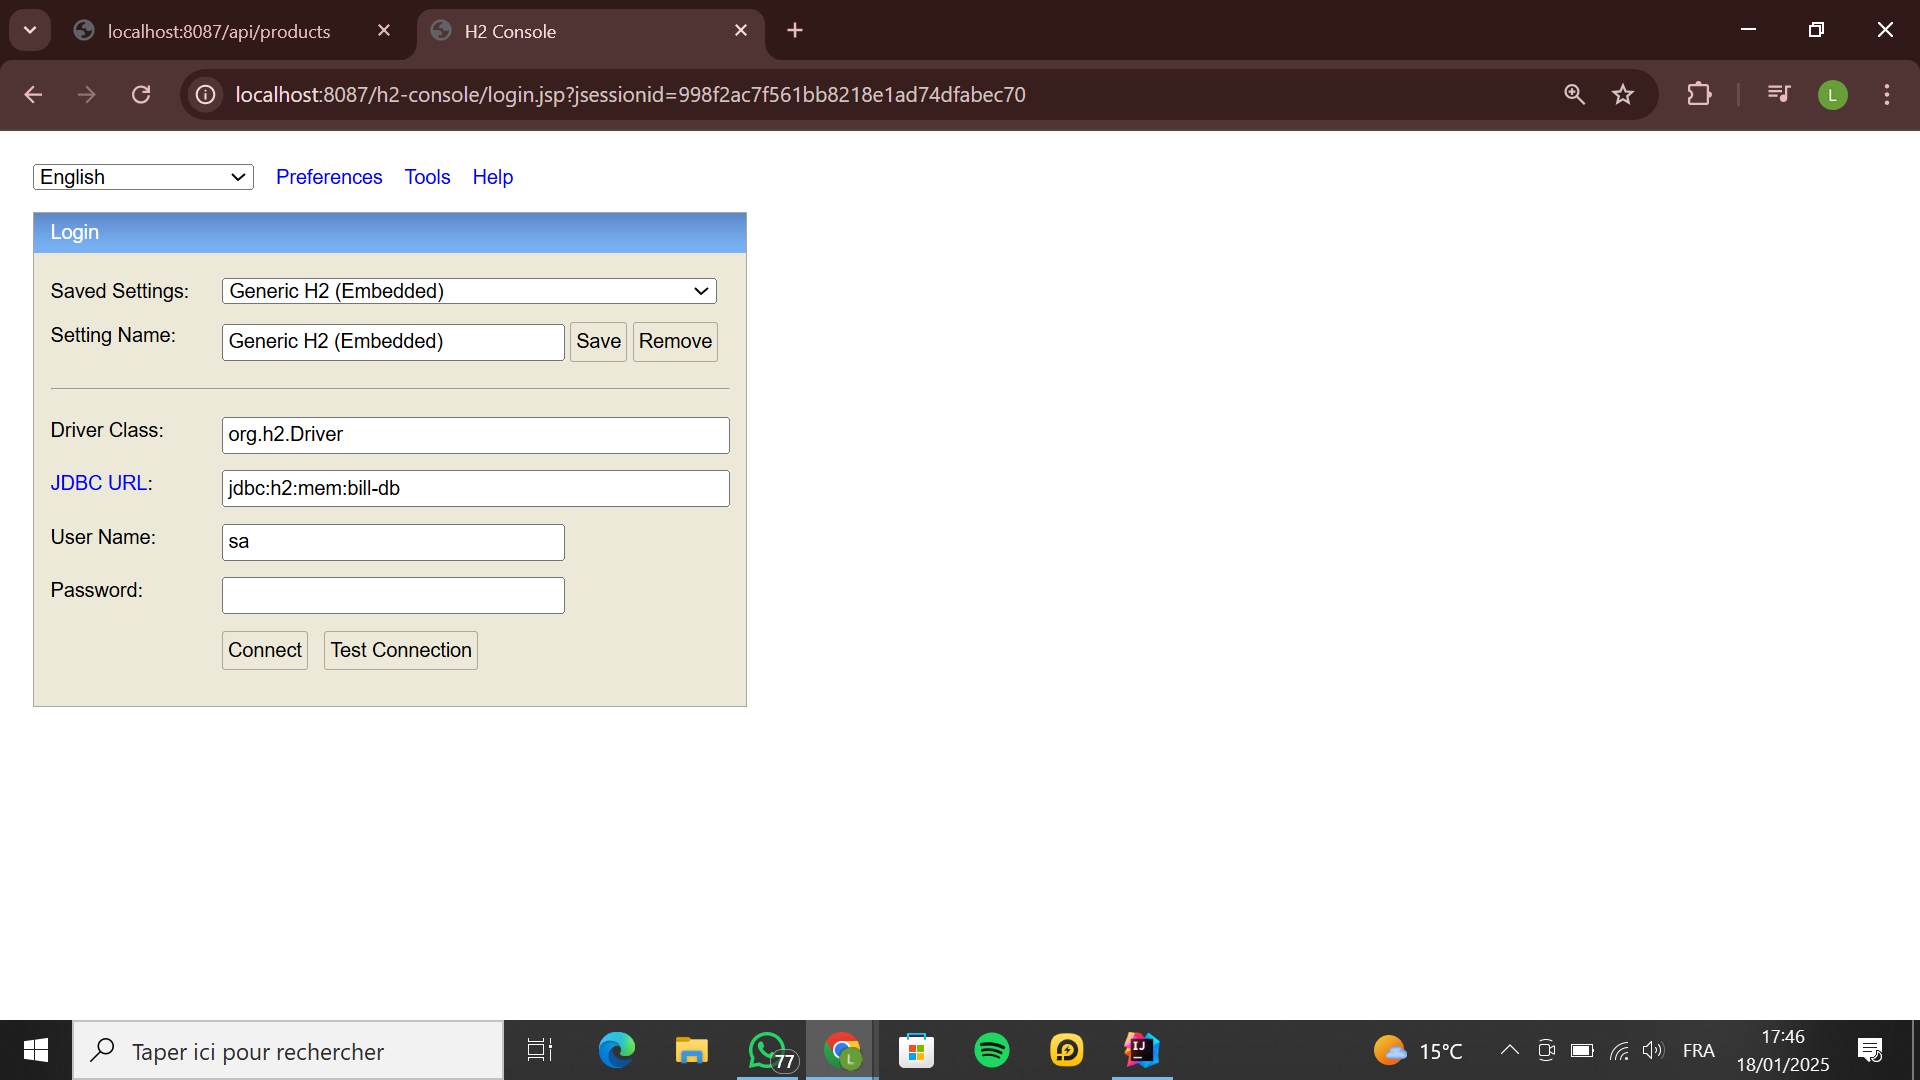 localhost:8087/api/products
H2 Console
localhost:8087/h2-console/login.jsp?jsessionid=998f2ac7f561bb8218e1ad74dfabec70
L
English
Preferences
Tools
Help
Login
Saved Settings:
Generic H2 (Embedded)
Setting Name:
Generic H2 (Embedded)
Save
Remove
Driver Class:
org.h2.Driver
JDBC URL:
jdbc:h2:mem:bill-db
User Name:
sa
Password:
Connect
Test Connection
Taper ici pour rechercher
77
L
IJ
15°C
FRA
17:46
18/01/2025